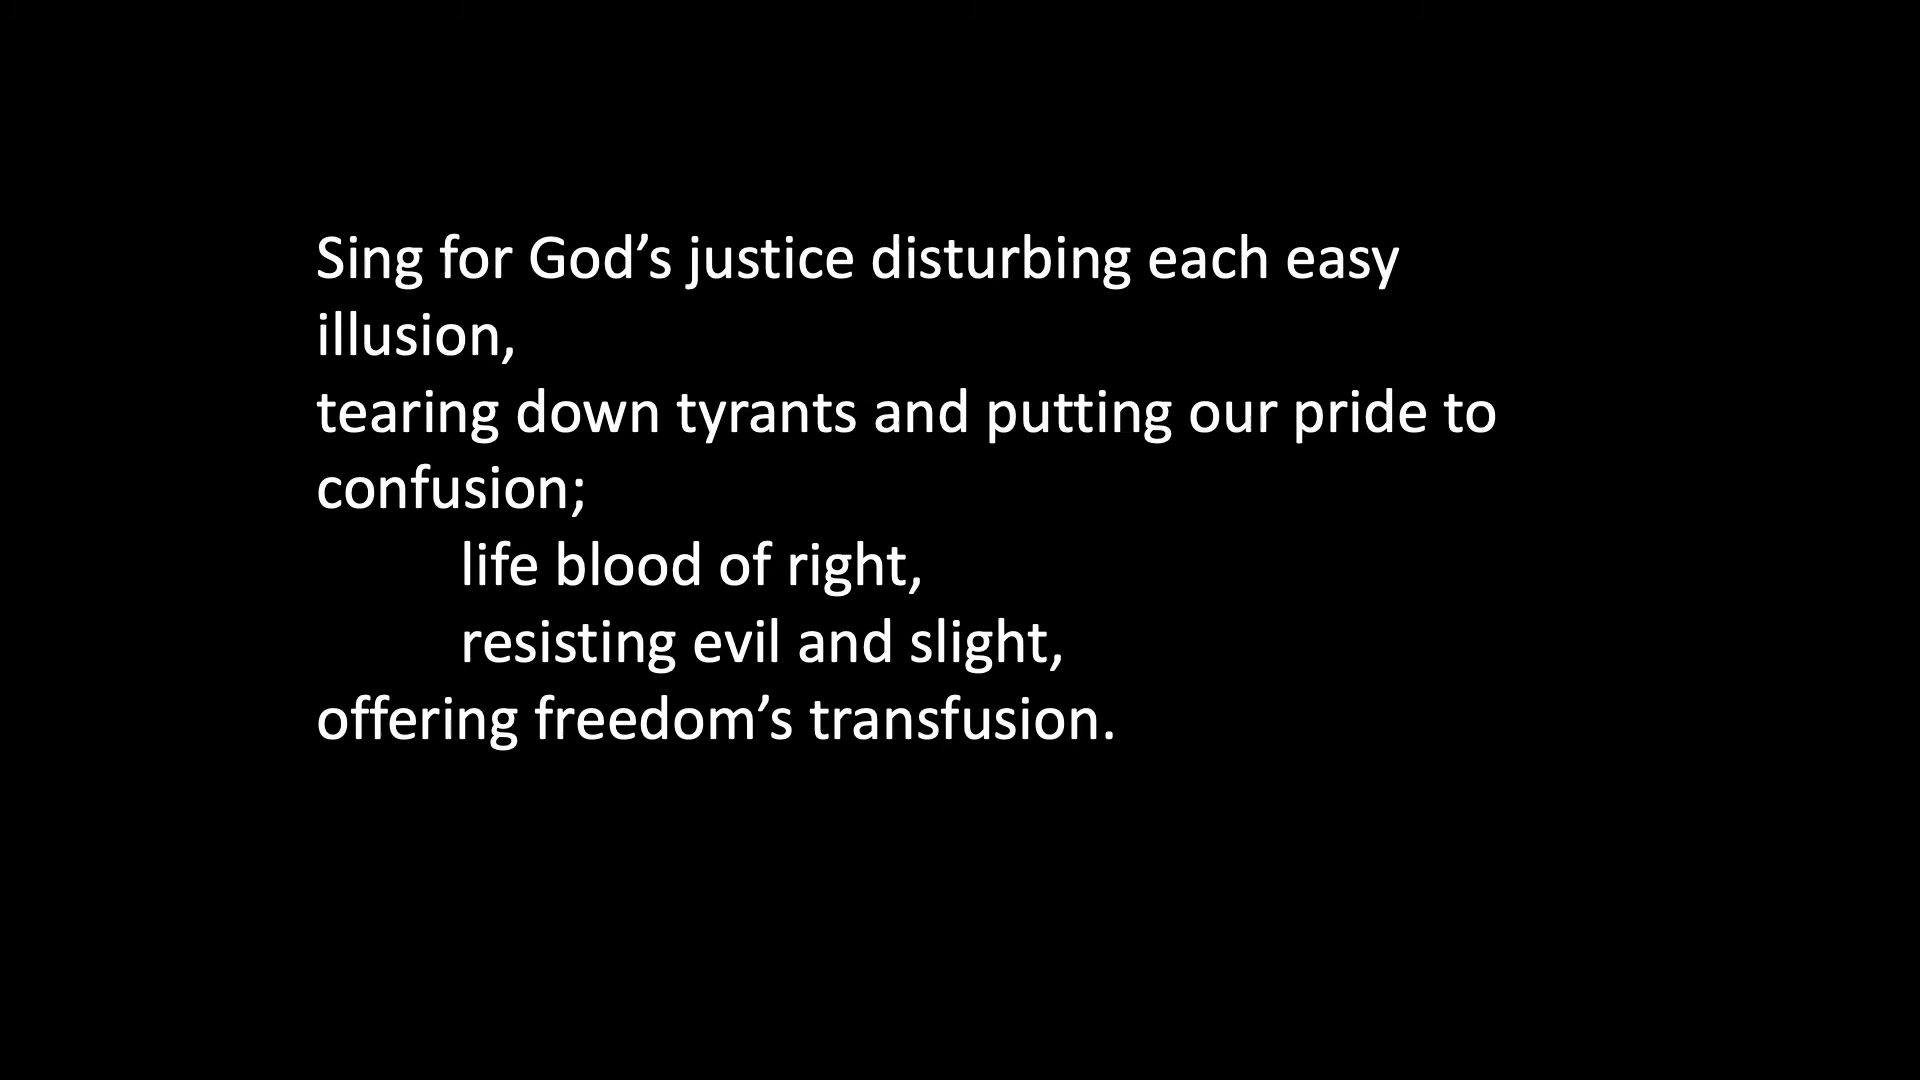 Sing for God’s justice disturbing each easy
illusion,
tearing down tyrants and putting our pride to
confusion;
life blood of right,
resisting evil and slight,
offering freedom’s transfusion.